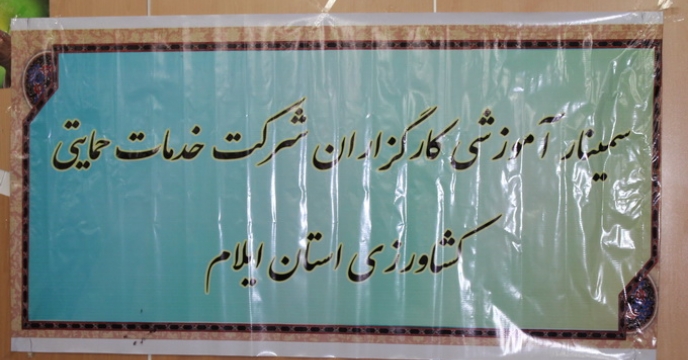 سمینار آموزشی کارگزاران شرکت خدمات حمایتی
کشاورزی استان ایلام